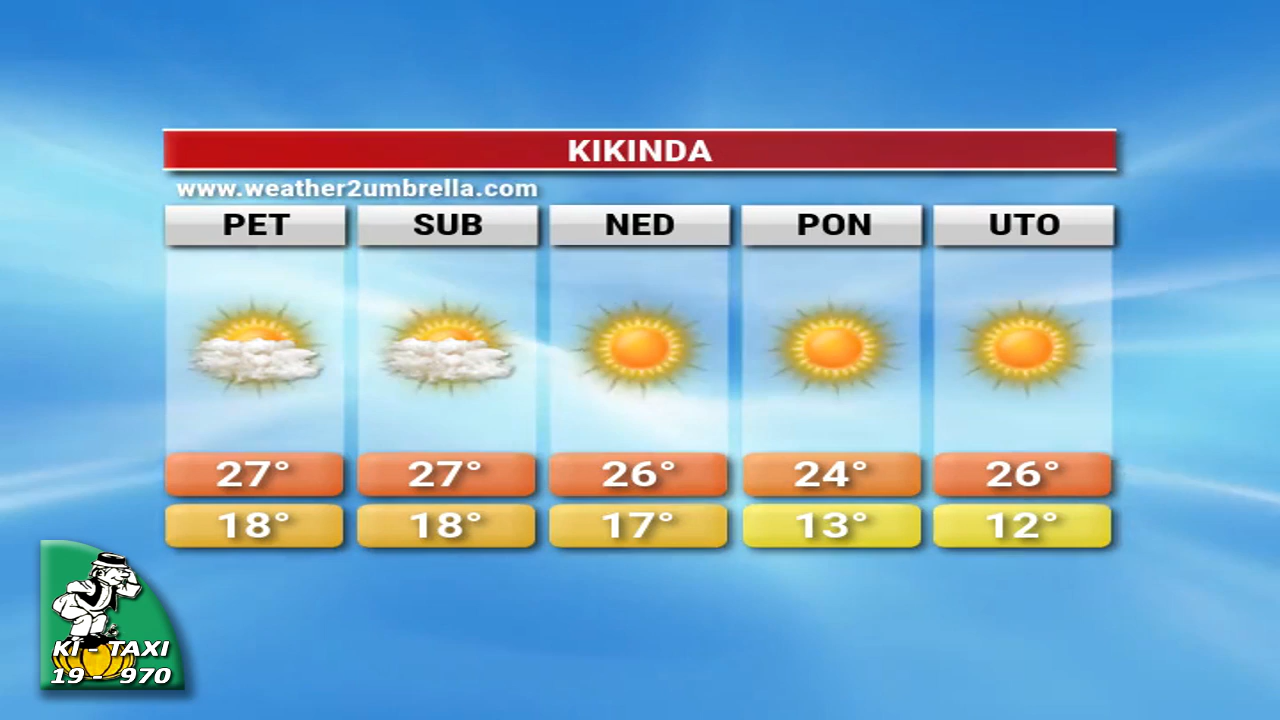 KIKINDA
www.weather2umbrella.com
PET SUB NED PON UTO
27° 27° 26° 24° 26°
18° 18° 17° 13° 12°
KI - TAXI
19 - 970